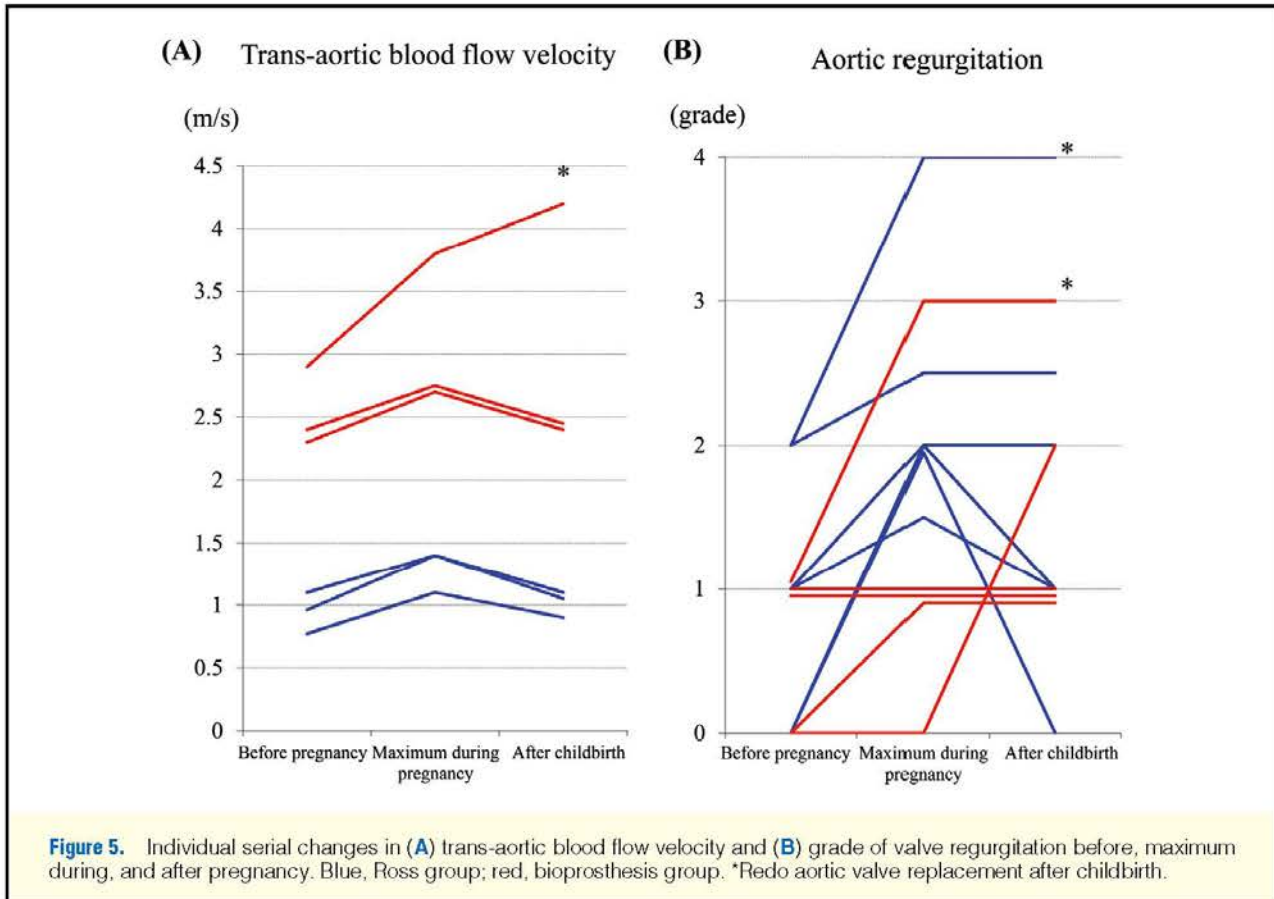 (A) Trans-aortic blood flow velocity
(m/s)
4.5
4
3.5
3
2.5
2
1.5
1
0.5
0
*
Before pregnancy
Maximum during
pregnancy
After childbirth
(B) Aortic regurgitation
(grade)
4
3
2
1
0
*
*
Before pregnancy
Maximum during
pregnancy
After childbirth
Figure 5. Individual serial changes in (A) trans-aortic blood flow velocity and (B) grade of valve regurgitation before, maximum
during, and after pregnancy. Blue, Ross group; red, bioprosthesis group. *Redo aortic valve replacement after childbirth.